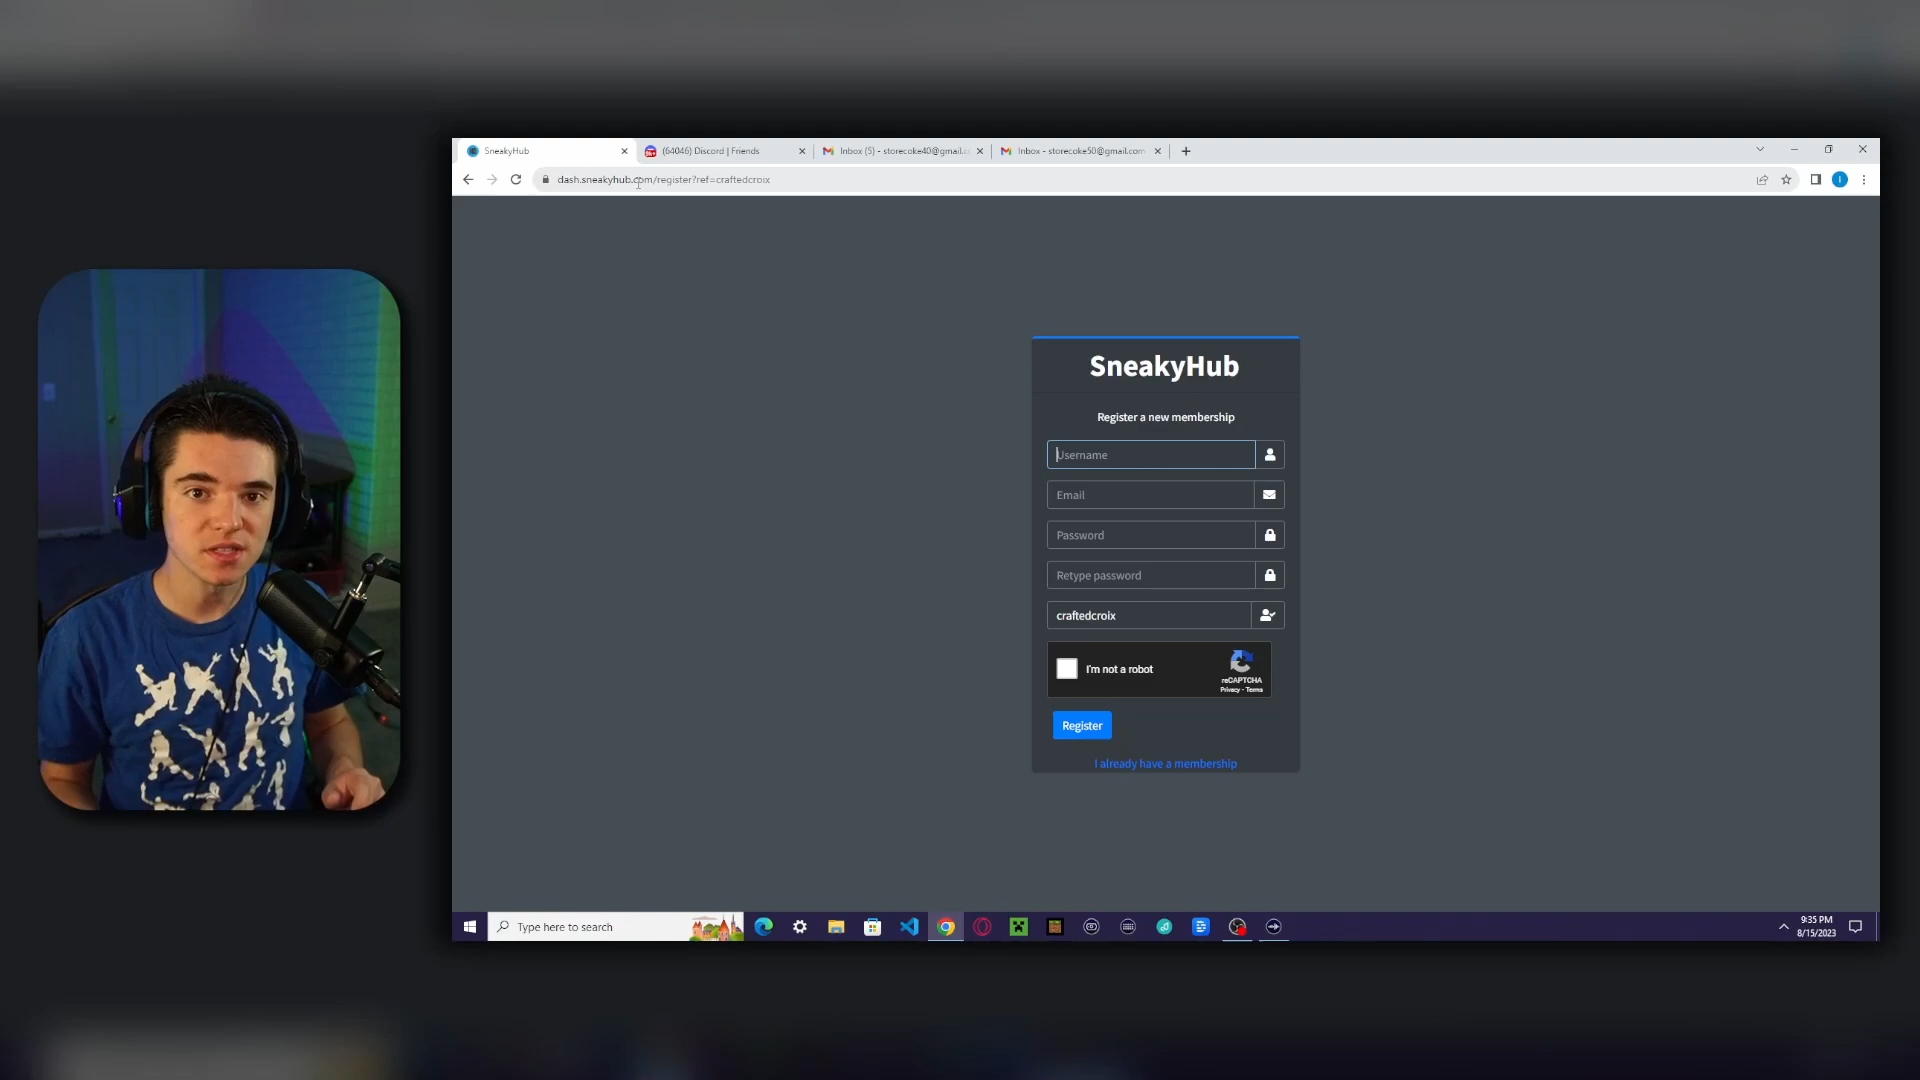 SneakyHub
(64046) Discord | Friends
Inbox (5) - storecoke40@gmail.c
Inbox - storecoke50@gmail.com
dash.sneakyhub.com/register?ref=craftedcroix
SneakyHub
Register a new membership
Username
Email
Password
Retype password
craftedcroix
I'm not a robot
reCAPTCHA
Privacy - Terms
Register
I already have a membership
Type here to search
9:35 PM
8/15/2023